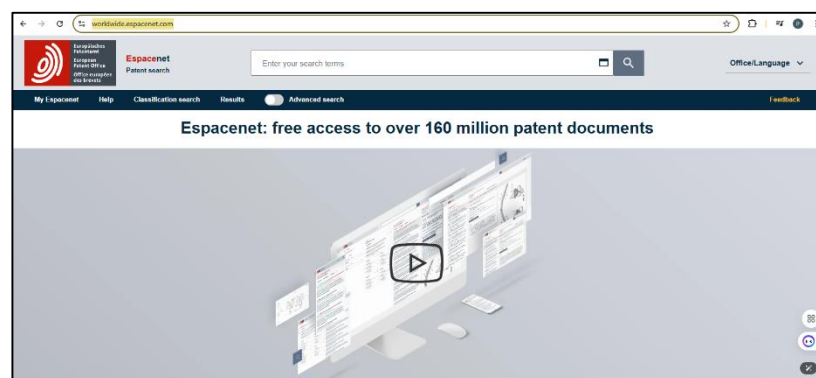 worldwide.espacenet.com
Europäisches
Patentamt
European
Patent Office
Office européen
des brevets
Espacenet
Patent search
Enter your search terms
Office/Language
My Espacenet Help Classification search Results Advanced search Feedback
Espacenet: free access to over 160 million patent documents